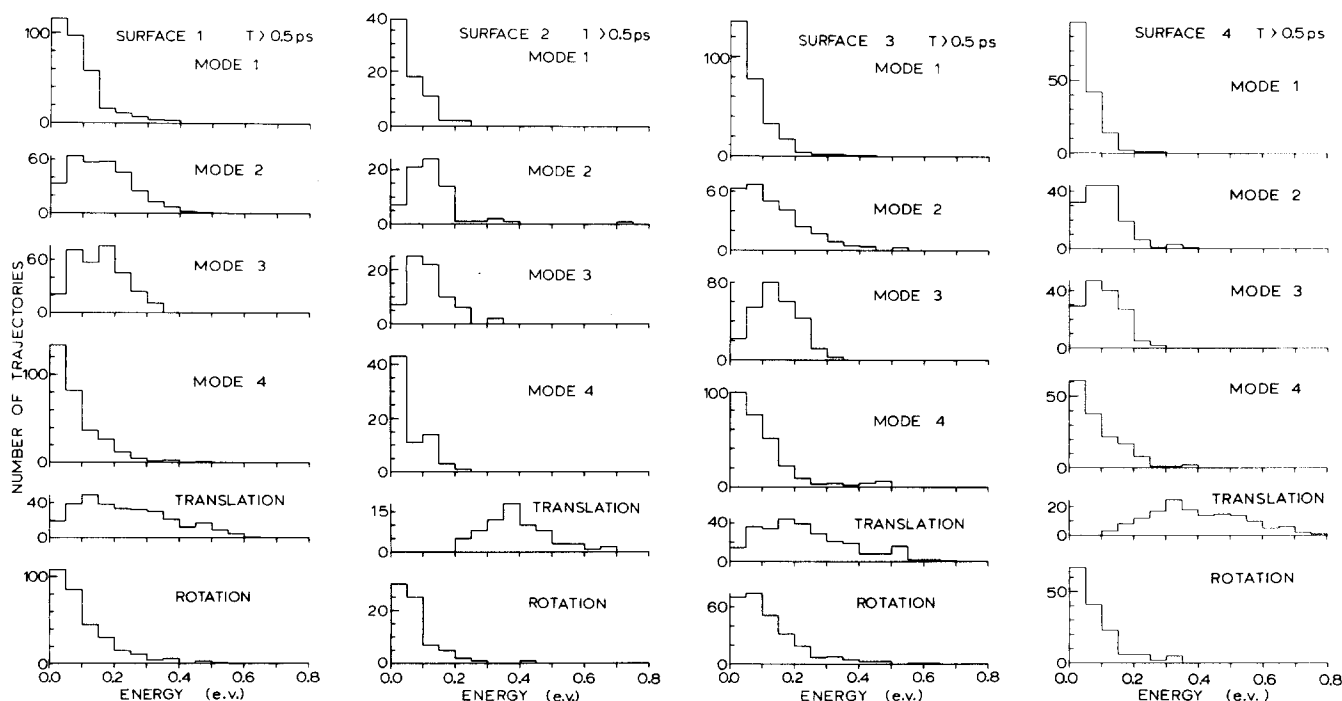 NUMBER OF TRAJECTORIES
SURFACE 1 T > 0.5 ps
MODE 1
100
0
MODE 2
60
0
MODE 3
60
0
MODE 4
100
0
TRANSLATION
40
0
ROTATION
100
0
0.0 0.2 0.4 0.6 0.8
ENERGY (e.v.)
SURFACE 2 T > 0.5 ps
MODE 1
40
20
0
MODE 2
20
0
MODE 3
20
0
MODE 4
40
20
0
TRANSLATION
15
0
ROTATION
20
0
0.0 0.2 0.4 0.6 0.8
ENERGY (e.v.)
SURFACE 3 T > 0.5 ps
MODE 1
100
0
MODE 2
60
0
MODE 3
80
40
0
MODE 4
100
0
TRANSLATION
40
0
ROTATION
60
0
0.0 0.2 0.4 0.6 0.8
ENERGY (e.v.)
SURFACE 4 T > 0.5 ps
MODE 1
50
0
MODE 2
40
0
MODE 3
40
0
MODE 4
50
0
TRANSLATION
20
0
ROTATION
50
0
0.0 0.2 0.4 0.6 0.8
ENERGY (e.v.)